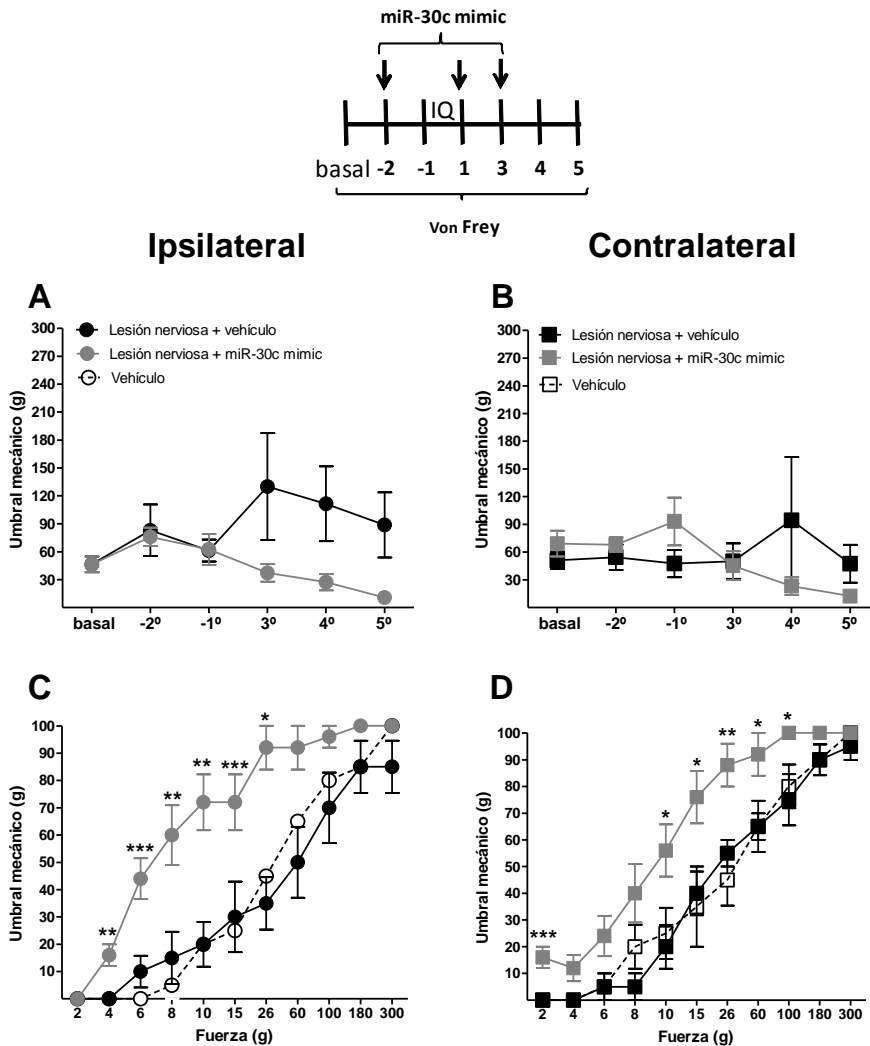 miR-30c mimic
IQ
basal -2 -1 1 3 4 5
Von Frey
Ipsilateral
Contralateral
A
Lesión nerviosa + vehículo
Lesión nerviosa + miR-30c mimic
Vehículo
Umbral mecánico (g)
300
270
240
210
180
150
120
90
60
30
basal -2º -1º 3º 4º 5º
B
Lesión nerviosa + vehículo
Lesión nerviosa + miR-30c mimic
Vehículo
Umbral mecánico (g)
300
270
240
210
180
150
120
90
60
30
basal -2º -1º 3º 4º 5º
C
Umbral mecánico (g)
100
90
80
70
60
50
40
30
20
10
** *** ** ** *** *
2 4 6 8 10 15 26 60 100 180 300
Fuerza (g)
D
Umbral mecánico (g)
100
90
80
70
60
50
40
30
20
10
*** * * ** * *
2 4 6 8 10 15 26 60 100 180 300
Fuerza (g)